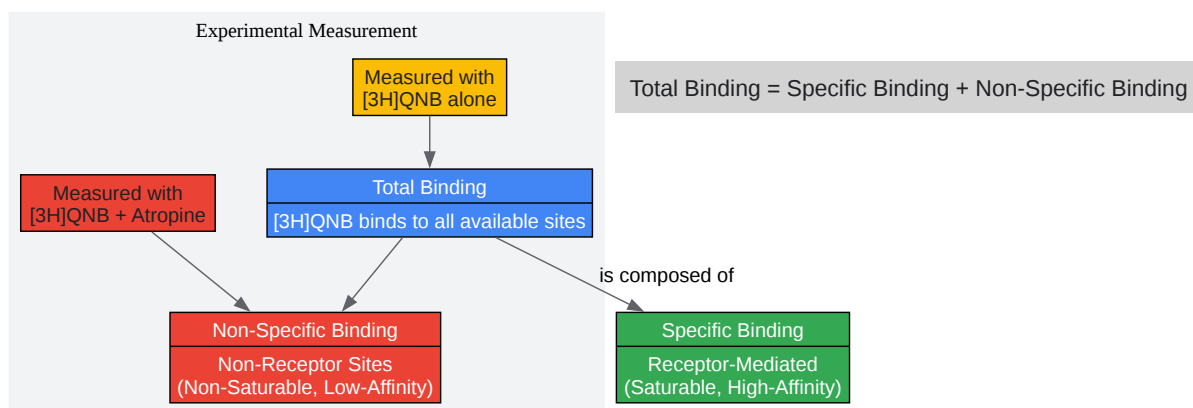 Experimental Measurement
Measured with
[3H]QNB alone
Total Binding = Specific Binding + Non-Specific Binding
Measured with
[3H]QNB + Atropine
Total Binding
[3H]QNB binds to all available sites
is composed of
Non-Specific Binding
Non-Receptor Sites
(Non-Saturable, Low-Affinity)
Specific Binding
Receptor-Mediated
(Saturable, High-Affinity)